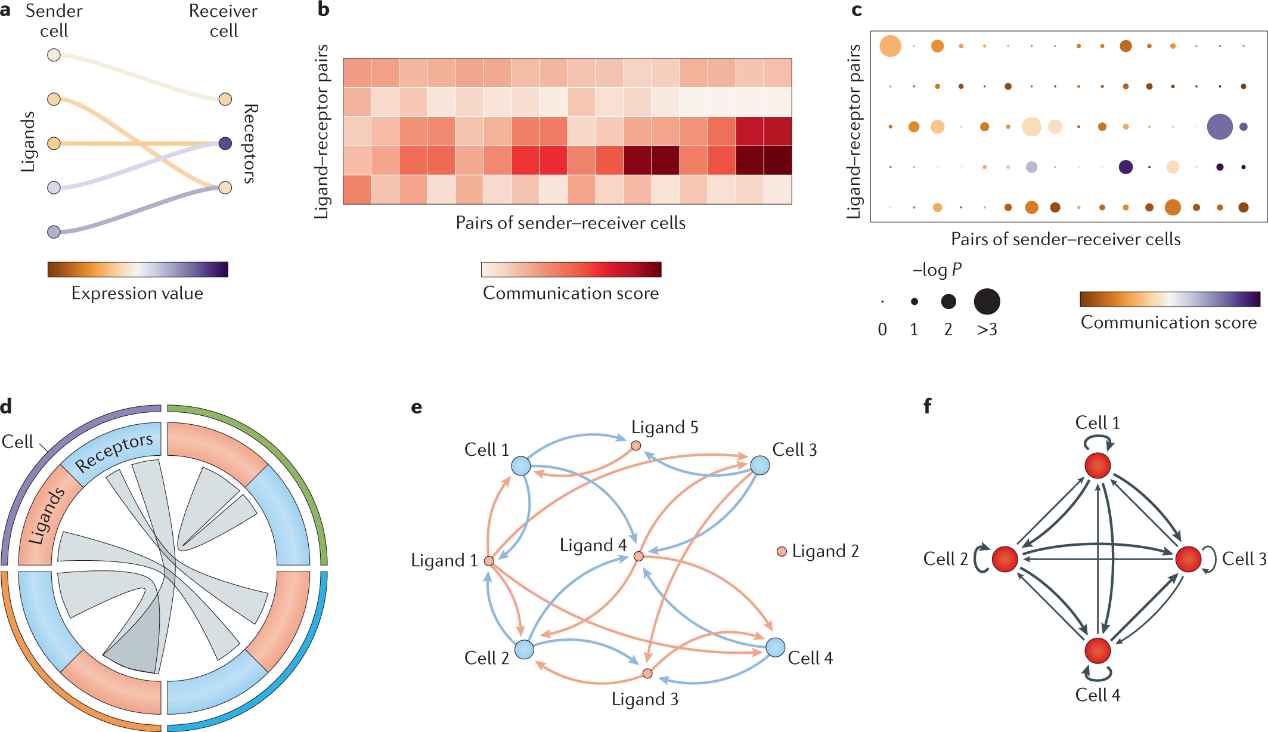 a
Sender
cell
Receiver
cell
Ligands
Receptors
Expression value
b
Ligand–receptor pairs
Pairs of sender–receiver cells
Communication score
c
Ligand–receptor pairs
Pairs of sender–receiver cells
–log P
0 1 2 >3
Communication score
d
Cell
Receptors
Ligands
e
Cell 1
Ligand 5
Cell 3
Ligand 1
Ligand 4
Ligand 2
Cell 2
Cell 4
Ligand 3
f
Cell 1
Cell 2
Cell 3
Cell 4